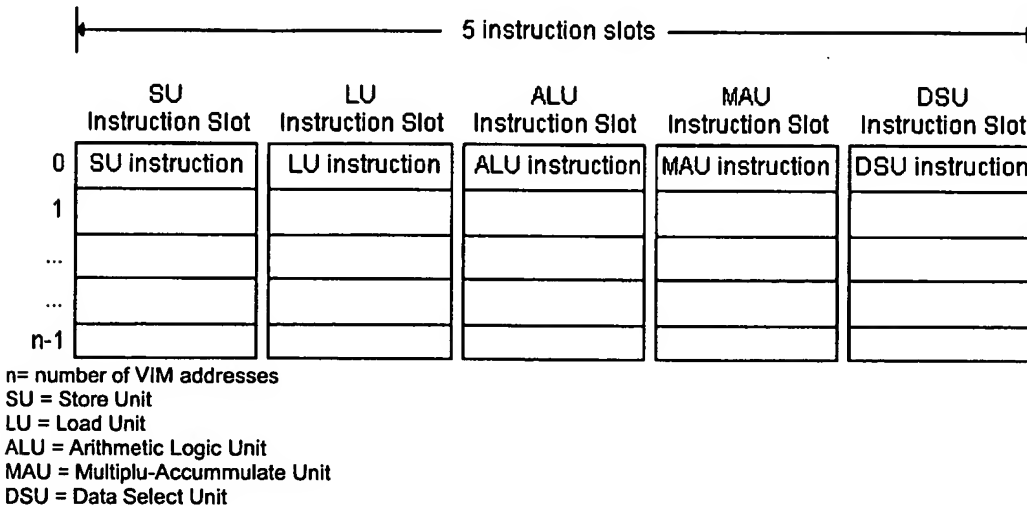 5 instruction slots
SU LU ALU MAU DSU
Instruction Slot Instruction Slot Instruction Slot Instruction Slot Instruction Slot
0 SU instruction LU instruction ALU instruction MAU instruction DSU instruction
1
...
...
n-1
n= number of VIM addresses
SU = Store Unit
LU = Load Unit
ALU = Arithmetic Logic Unit
MAU = Multiplu-Accummulate Unit
DSU = Data Select Unit